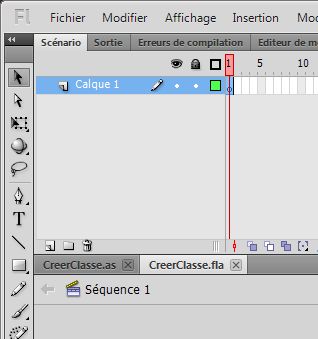 Fl Fichier Modifier Affichage Insertion
Scénario Sortie Erreurs de compilation Editeur de m
1 5 10
Calque 1
T
CreerClasse.as CreerClasse.fla
Séquence 1